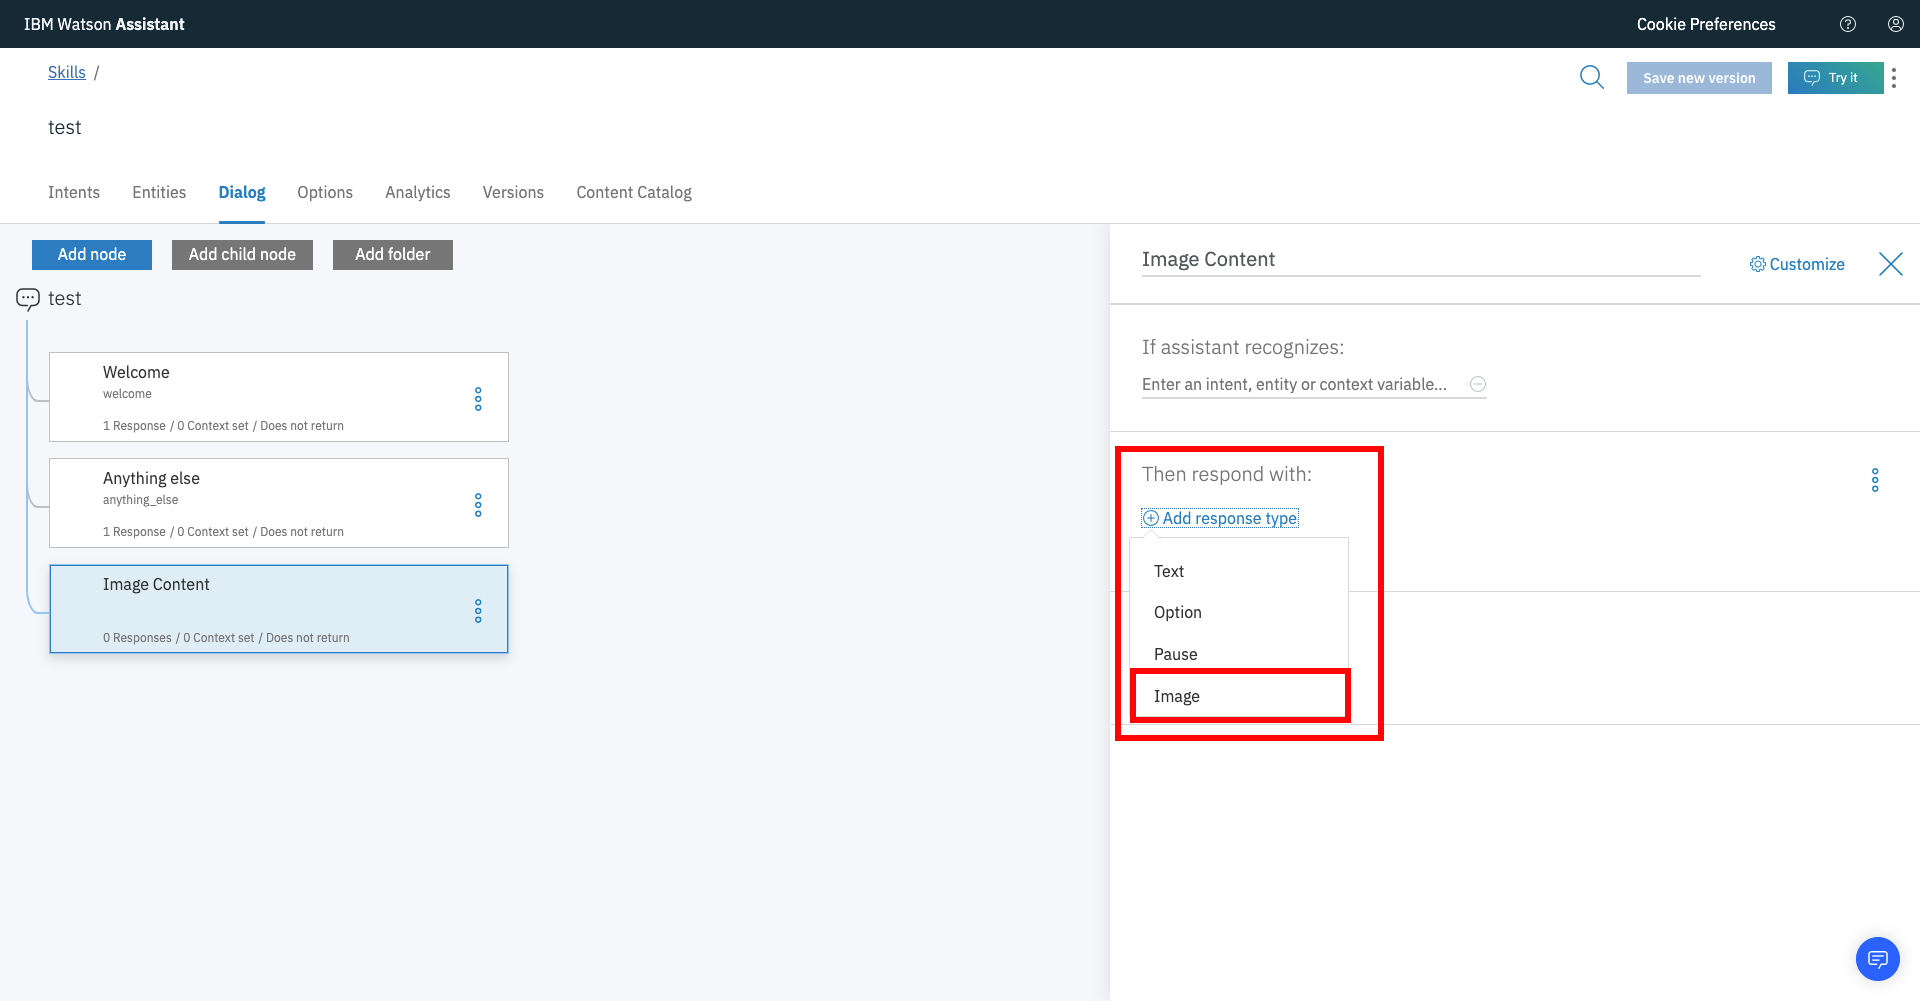 IBM Watson Assistant
Cookie Preferences
Skills /
Save new version
Try it
test
Intents
Entities
Dialog
Options
Analytics
Versions
Content Catalog
Add node
Add child node
Add folder
test
Welcome
welcome
1 Response / 0 Context set / Does not return
Anything else
anything_else
1 Response / 0 Context set / Does not return
Image Content
0 Responses / 0 Context set / Does not return
Image Content
Customize
If assistant recognizes:
Enter an intent, entity or context variable...
Then respond with:
Add response type
Text
Option
Pause
Image